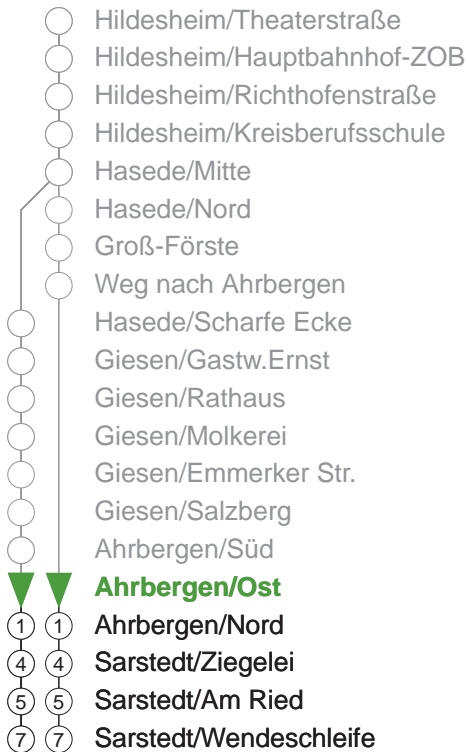 Hildesheim/Theaterstraße
Hildesheim/Hauptbahnhof-ZOB
Hildesheim/Richthofenstraße
Hildesheim/Kreisberufsschule
Hasede/Mitte
Hasede/Nord
Groß-Förste
Weg nach Ahrbergen
Hasede/Scharfe Ecke
Giesen/Gastw.Ernst
Giesen/Rathaus
Giesen/Molkerei
Giesen/Emmerker Str.
Giesen/Salzberg
Ahrbergen/Süd
Ahrbergen/Ost
1 1 Ahrbergen/Nord
4 4 Sarstedt/Ziegelei
5 5 Sarstedt/Am Ried
7 7 Sarstedt/Wendeschleife